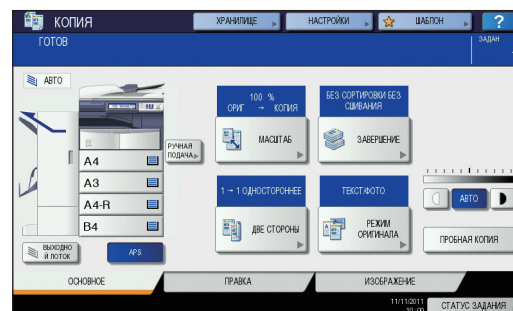 КОПИЯ
ХРАНИЛИЩЕ
НАСТРОЙКИ
ШАБЛОН
?
ГОТОВ
ЗАДАН
АВТО
100 %
ОРИГ → КОПИЯ
МАСШТАБ
БЕЗ СОРТИРОВКИ БЕЗ
СШИВАНИЯ
ЗАВЕРШЕНИЕ
РУЧНАЯ
ПОДАЧА
A4
A3
A4-R
B4
1 → 1 ОДНОСТОРОННЕЕ
ДВЕ СТОРОНЫ
ТЕКСТ/ФОТО
РЕЖИМ
ОРИГИНАЛА
АВТО
ПРОБНАЯ КОПИЯ
ВЫХОДНО
Й ЛОТОК
APS
ОСНОВНОЕ
ПРАВКА
ИЗОБРАЖЕНИЕ
11/11/2011
СТАТУС ЗАДАНИЯ